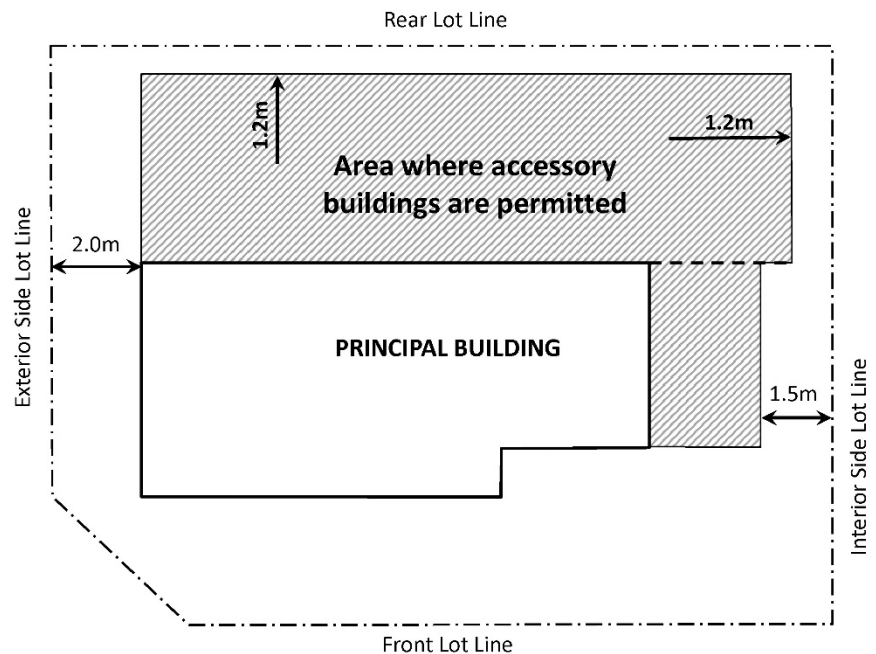 Rear Lot Line
1.2m
1.2m
Area where accessory
buildings are permitted
Exterior Side Lot Line
2.0m
PRINCIPAL BUILDING
1.5m
Interior Side Lot Line
Front Lot Line